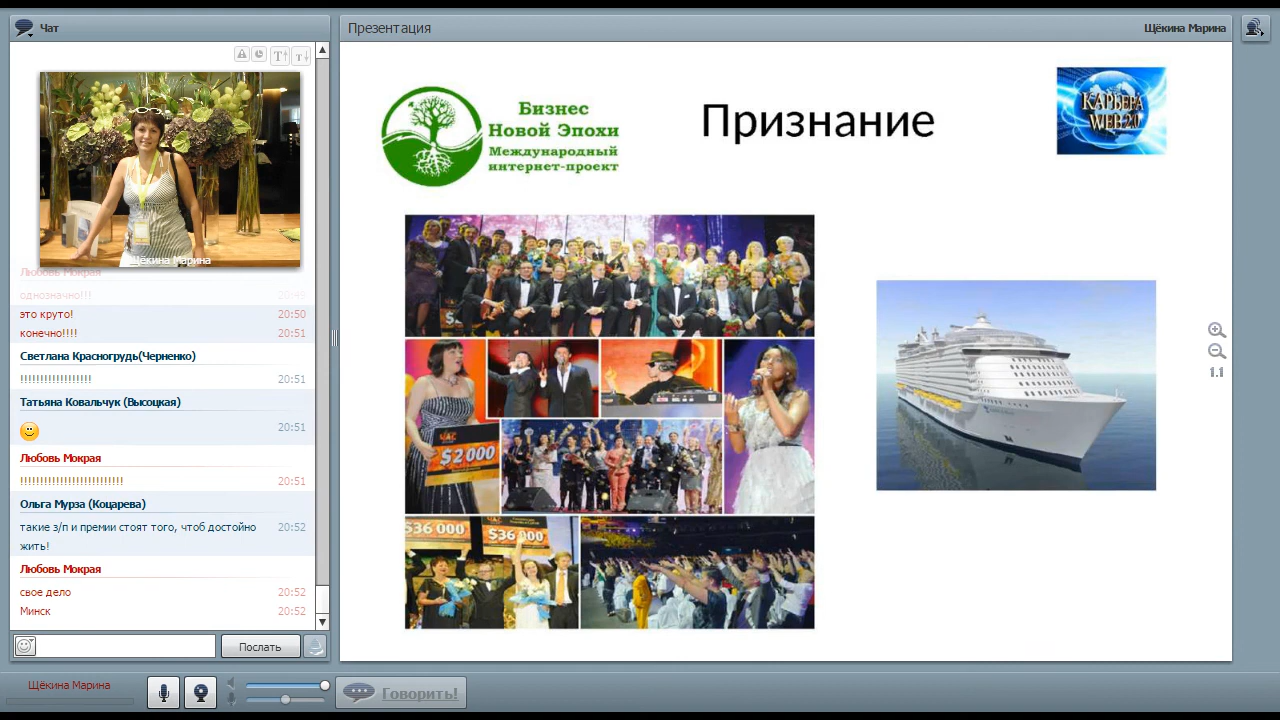 Чат
Щёкина Марина
Любовь Мокрая
однозначно!!!
это круто!
20:50
конечно!!!!
20:51
Светлана Красногрудь(Черненко)
!!!!!!!!!!!!!!!!!!
20:51
Татьяна Ковальчук (Высоцкая)
20:51
Любовь Мокрая
!!!!!!!!!!!!!!!!!!!!!!!!!!
20:51
Ольга Мурза (Коцарева)
такие з/п и премии стоят того, чтоб достойно
20:52
жить!
Любовь Мокрая
свое дело
20:52
Минск
20:52
Послать
Щёкина Марина
Говорить!
Презентация
Щёкина Марина
Бизнес
Новой Эпохи
Международный
интернет-проект
Признание
КАРЬЕРА
WEB 2.0
ЧАС
$2 000
$36 000
$36 000
1.1